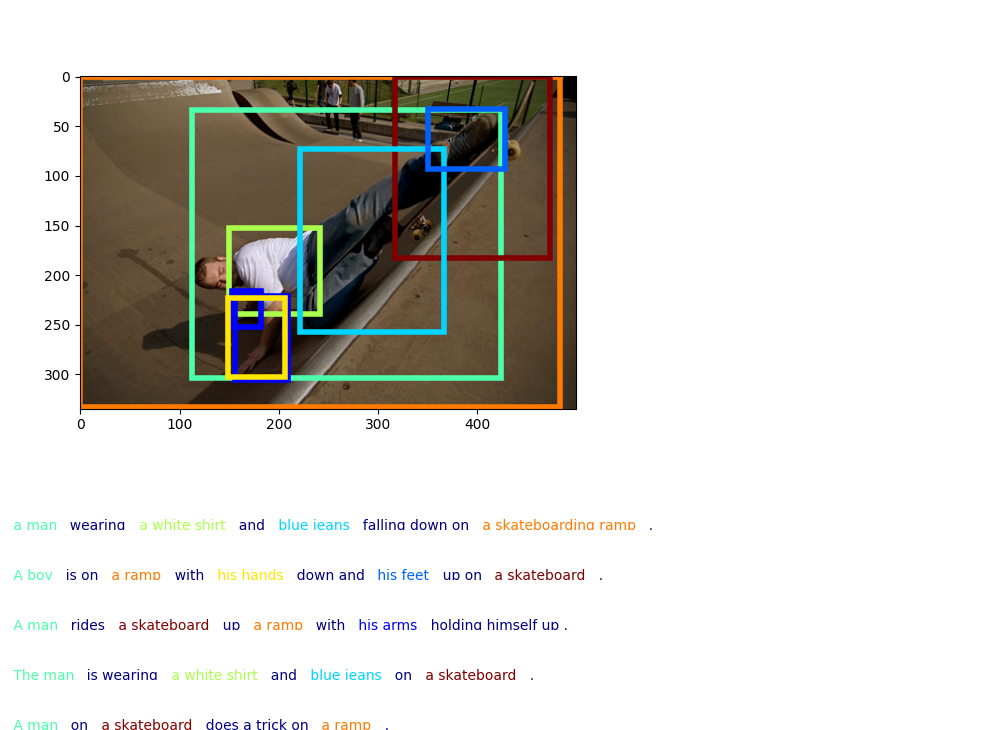 0
50
100
150
200
250
300
0 100 200 300 400
a man wearing a white shirt and blue jeans falling down on a skateboarding ramp .
A boy is on a ramp with his hands down and his feet up on a skateboard .
A man rides a skateboard up a ramp with his arms holding himself up .
The man is wearing a white shirt and blue jeans on a skateboard .
A man on a skateboard does a trick on a ramp .